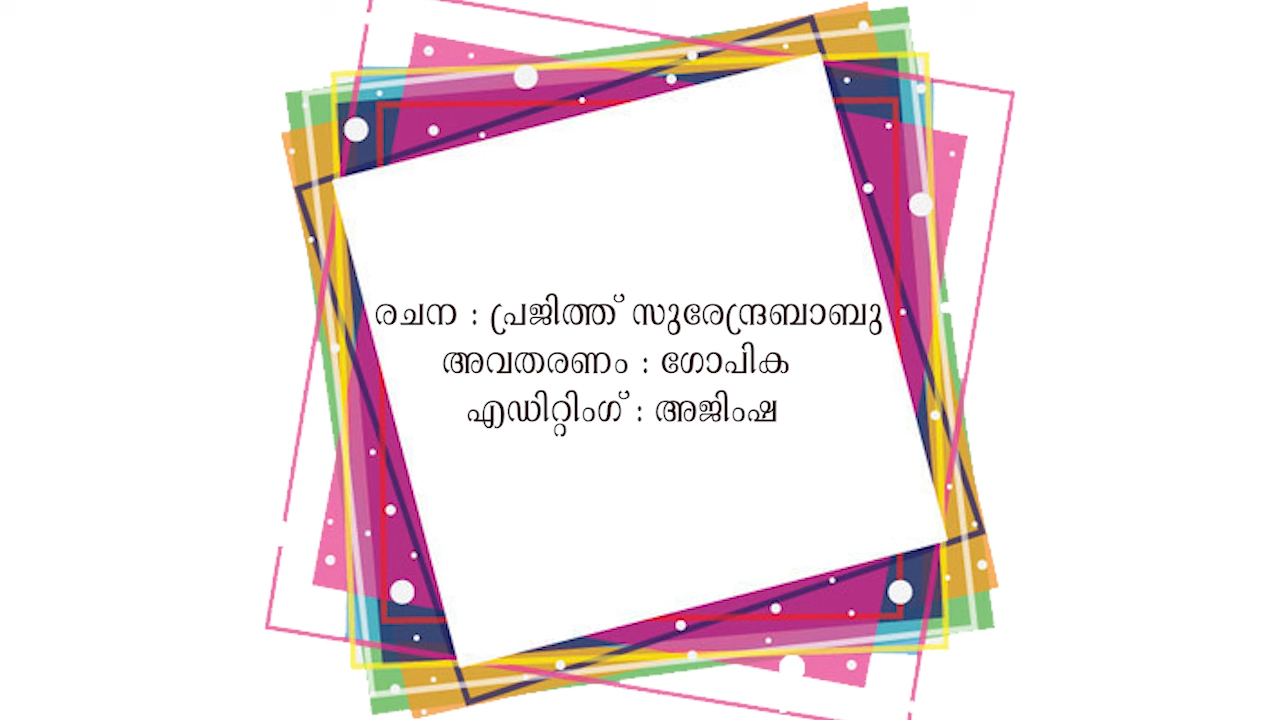 രചന : പ്രജിത്ത് സുരേന്ദ്രബാബു
അവതരണം : ഗോപിക
എഡിറ്റിംഗ് : അജിംഷ